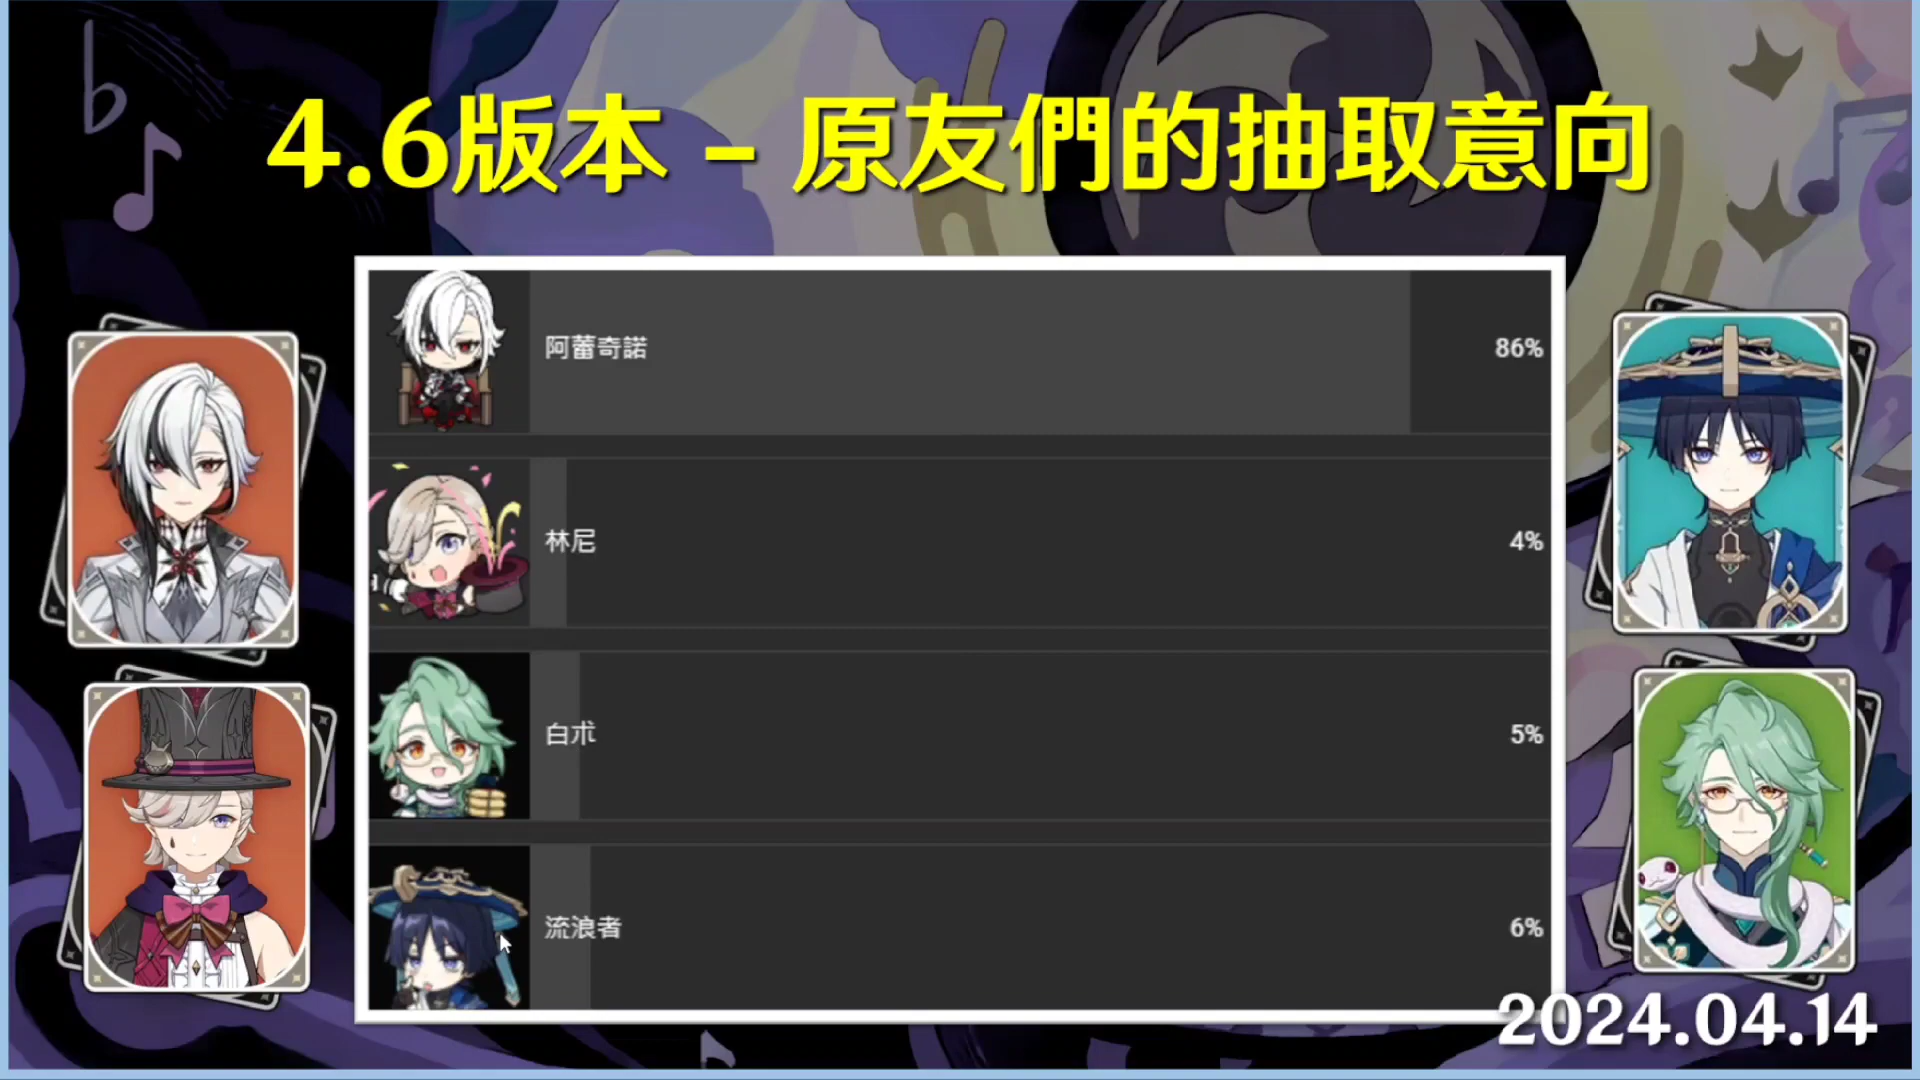 4.6版本 - 原友們的抽取意向
阿蕾奇諾
86%
林尼
4%
白朮
5%
流浪者
6%
2024.04.14